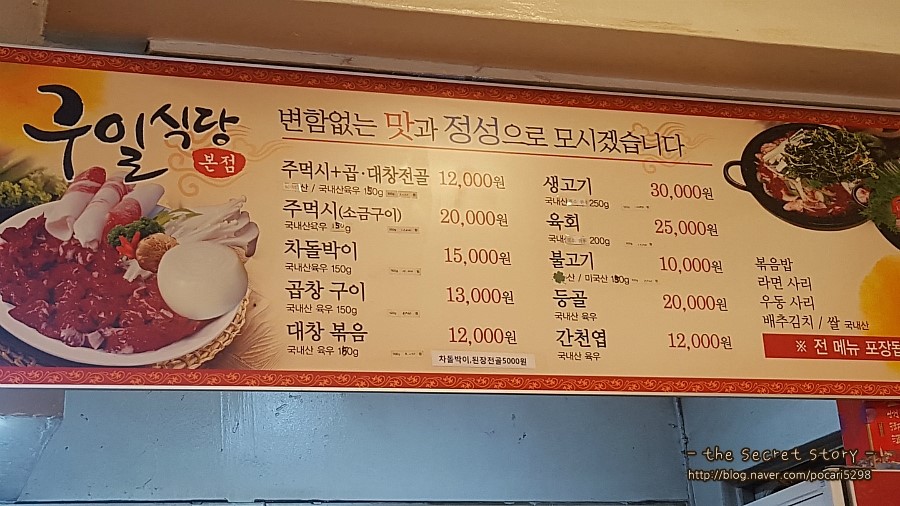 구일식당
본점
변함없는 맛과 정성으로 모시겠습니다
주먹시+곱·대창전골 12,000원
산 / 국내산육우 150g
주먹시(소금구이) 20,000원
국내산육우
차돌박이 15,000원
국내산육우 150g
곱창 구이 13,000원
국내산 육우 150g
대창 볶음 12,000원
국내산 육우 150g
차돌박이,된장전골5000원
생고기 30,000원
국내산 250g
육회 25,000원
국내산 200g
불고기 10,000원
산 / 미국산
등골 20,000원
국내산 육우
간천엽 12,000원
국내산 육우
볶음밥
라면 사리
우동 사리
배추김치 / 쌀 국내산
※ 전 메뉴 포장됩
- the Secret Story -
http://blog.naver.com/pocari5298